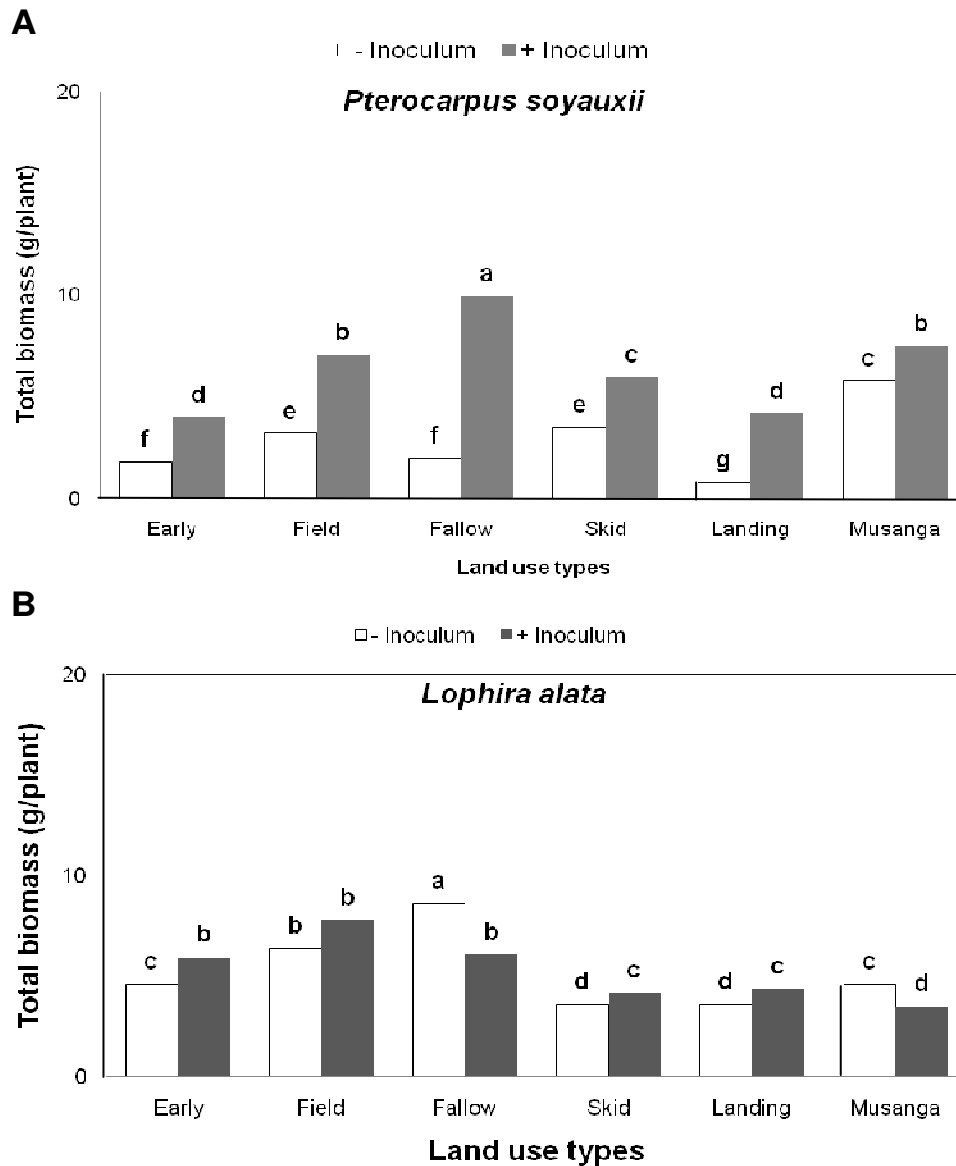 A
- Inoculum + Inoculum
Pterocarpus soyauxii
20
10
0
Total biomass (g/plant)
f d e b f a e c g d c b
Early Field Fallow Skid Landing Musanga
Land use types
B
- Inoculum + Inoculum
Lophira alata
20
10
0
Total biomass (g/plant)
c b b b a b d c d c c d
Early Field Fallow Skid Landing Musanga
Land use types